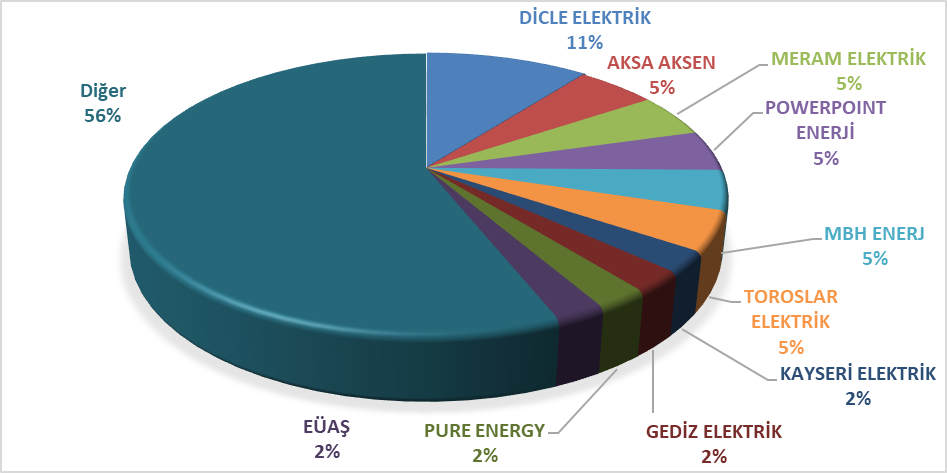 DİCLE ELEKTRİK
11%
AKSA AKSEN
5%
MERAM ELEKTRİK
5%
POWERPOINT
ENERJİ
5%
MBH ENERJ
5%
TOROSLAR
ELEKTRİK
5%
KAYSERİ ELEKTRİK
2%
GEDİZ ELEKTRİK
2%
PURE ENERGY
2%
EÜAŞ
2%
Diğer
56%